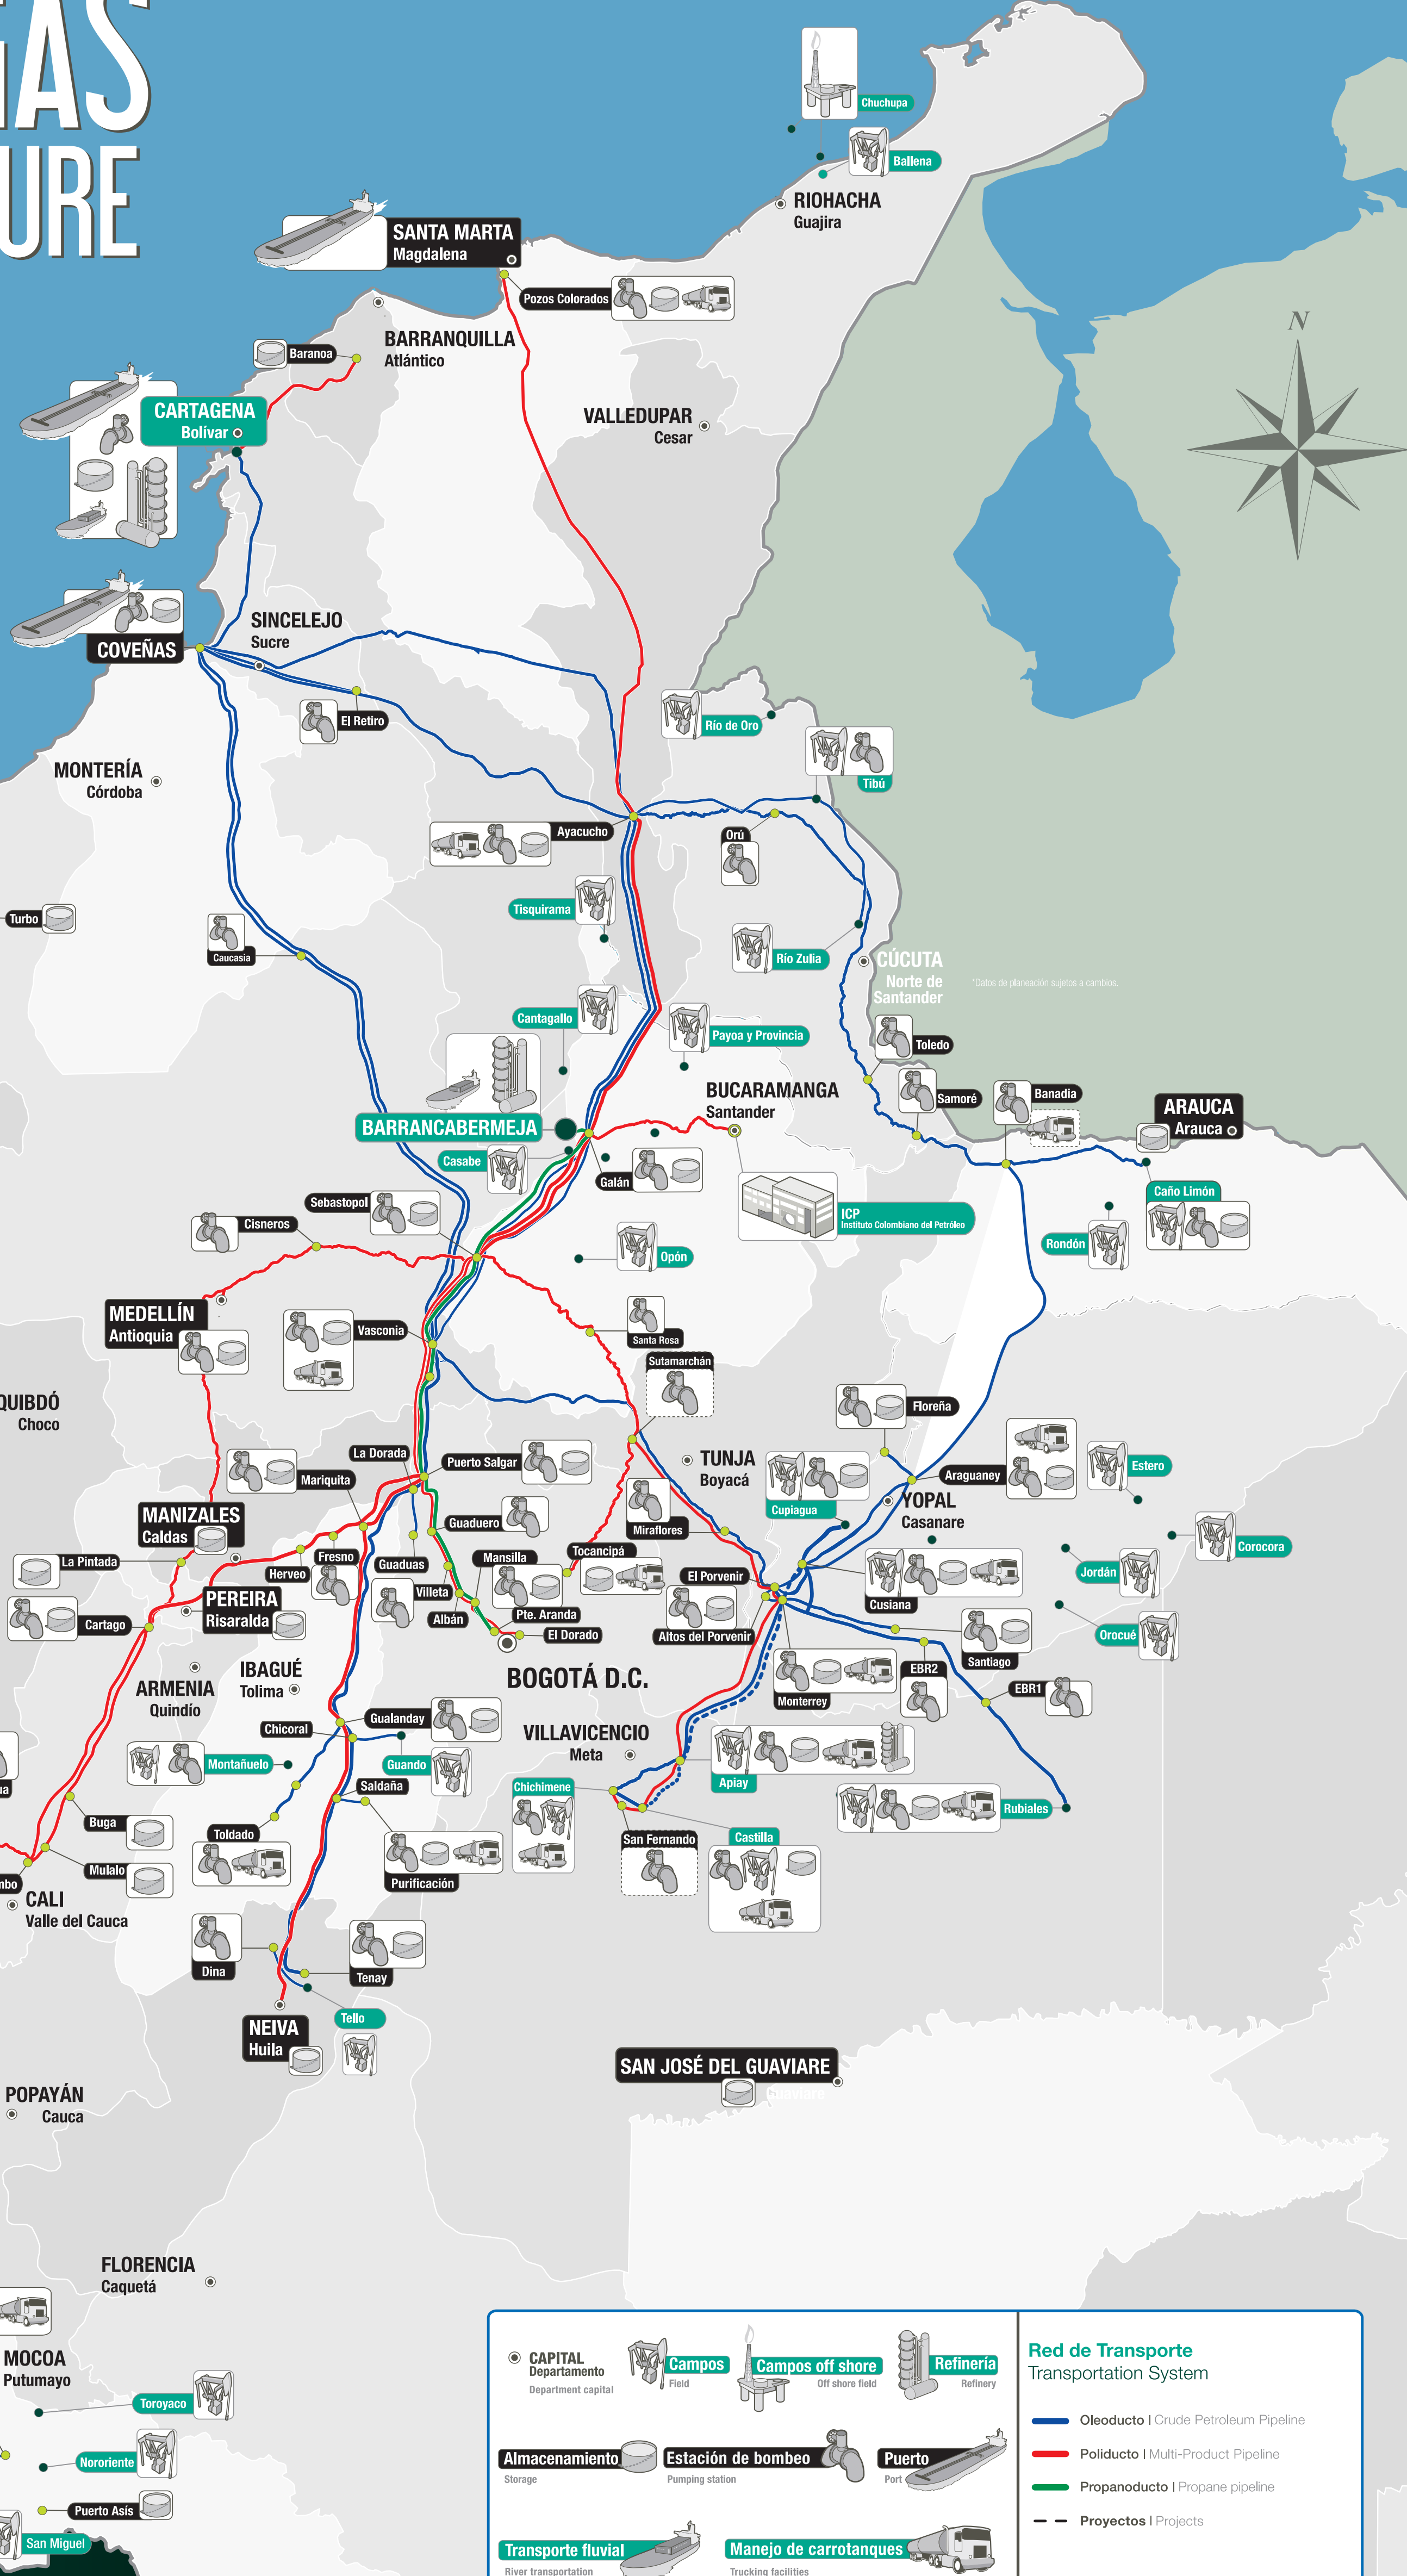 GAS
URE
Chuchupa
Ballena
RIOHACHA
Guajira
SANTA MARTA
Magdalena
Pozos Colorados
BARRANQUILLA
Atlántico
Baranoa
N
CARTAGENA
Bolívar
VALLEDUPAR
Cesar
SINCELEJO
Sucre
COVEÑAS
El Retiro
Río de Oro
MONTERÍA
Córdoba
Tibú
Ayacucho
Orú
Tisquirama
Turbo
Caucasia
Río Zulia
CÚCUTA
Norte de
Santander
*Datos de planeación sujetos a cambios.
Cantagallo
Payoa y Provincia
Toledo
BUCARAMANGA
Santander
Samoré
Banadia
ARAUCA
Arauca
BARRANCABERMEJA
Casabe
Galán
Caño Limón
Sebastopol
ICP
Instituto Colombiano del Petróleo
Cisneros
Rondón
Opón
MEDELLÍN
Antioquia
Vasconia
Santa Rosa
Sutamarchán
QUIBDÓ
Choco
Floreña
La Dorada
Puerto Salgar
TUNJA
Boyacá
Estero
Mariquita
Araguaney
YOPAL
Casanare
Cupiagua
MANIZALES
Caldas
Guaduero
Miraflores
Corocora
La Pintada
Fresno
Herveo
Guaduas
Mansilla
Tocancipá
El Porvenir
Jordán
Villeta
PEREIRA
Risaralda
Cusiana
Cartago
Albán
Pte. Aranda
El Dorado
Altos del Porvenir
Orocué
Santiago
IBAGUÉ
Tolima
BOGOTÁ D.C.
EBR2
ARMENIA
Quindío
Monterrey
EBR1
Chicoral
Gualanday
VILLAVICENCIO
Meta
Montañuelo
Guando
Apiay
Chichimene
Saldaña
ua
Rubiales
Buga
Toldado
San Fernando
Castilla
Mulalo
mbo
Purificación
CALI
Valle del Cauca
Dina
Tenay
Tello
NEIVA
Huila
SAN JOSÉ DEL GUAVIARE
Guaviare
POPAYÁN
Cauca
FLORENCIA
Caquetá
MOCOA
Putumayo
Toroyaco
Nororiente
Puerto Asís
San Miguel
CAPITAL
Departamento
Department capital
Campos
Field
Campos off shore
Off shore field
Refinería
Refinery
Almacenamiento
Storage
Estación de bombeo
Pumping station
Puerto
Port
Transporte fluvial
River transportation
Manejo de carrotanques
Trucking facilities
Red de Transporte
Transportation System
Oleoducto | Crude Petroleum Pipeline
Poliducto | Multi-Product Pipeline
Propanoducto | Propane pipeline
Proyectos | Projects